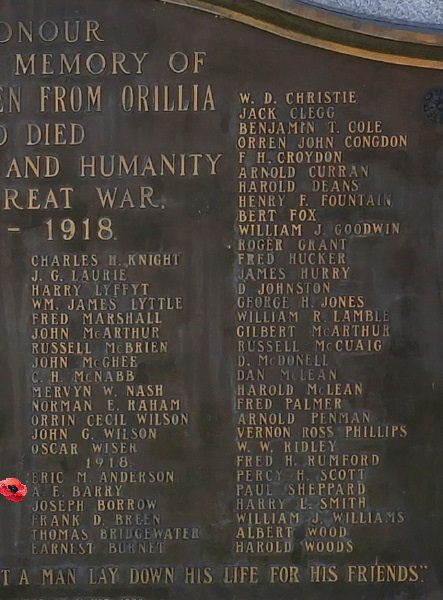 ONOUR
MEMORY OF
EN FROM ORILLIA
O DIED
AND HUMANITY
REAT WAR.
- 1918.
CHARLES H. KNIGHT
J. G. LAURIE
HARRY LYFFYT
WM. JAMES LYTTLE
FRED MARSHALL
JOHN McARTHUR
RUSSELL McBRIEN
JOHN McGHEE
C. H. McNABB
MERVYN W. NASH
NORMAN E. RAHAM
ORRIN CECIL WILSON
JOHN G. WILSON
OSCAR WISER
1918.
ERIC M. ANDERSON
A. E. BARRY
JOSEPH BORROW
FRANK D. BREEN
THOMAS BRIDGEWATER
EARNEST BURNET
W. D. CHRISTIE
JACK CLEGG
BENJAMIN T. COLE
ORREN JOHN CONGDON
F. H. CROYDON
ARNOLD CURRAN
HAROLD DEANS
HENRY F. FOUNTAIN
BERT FOX
WILLIAM J. GOODWIN
ROGER GRANT
FRED HUCKER
JAMES HURRY
D JOHNSTON
GEORGE H. JONES
WILLIAM R. LAMBLE
GILBERT McARTHUR
RUSSELL McCUAIG
D. McDONELL
DAN McLEAN
HAROLD McLEAN
FRED PALMER
ARNOLD PENMAN
VERNON ROSS PHILLIPS
W. W. RIDLEY
FRED H. RUMFORD
PERCY H. SCOTT
PAUL SHEPPARD
HARRY L. SMITH
WILLIAM J. WILLIAMS
ALBERT WOOD
HAROLD WOODS
T A MAN LAY DOWN HIS LIFE FOR HIS FRIENDS."